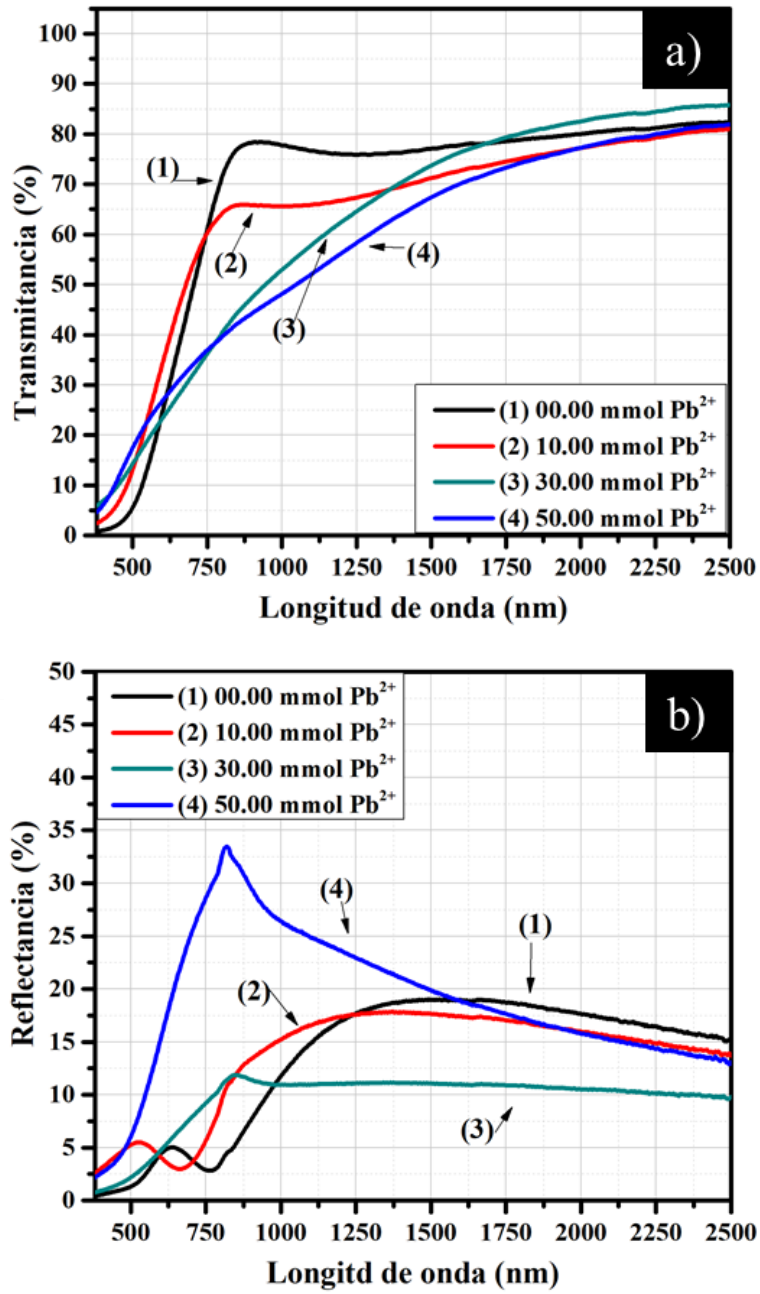 a)
Transmitancia (%)
100
90
80
70
60
50
40
30
20
10
0
(1)
(2)
(3)
(4)
(1) 00.00 mmol Pb²⁺
(2) 10.00 mmol Pb²⁺
(3) 30.00 mmol Pb²⁺
(4) 50.00 mmol Pb²⁺
500 750 1000 1250 1500 1750 2000 2250 2500
Longitud de onda (nm)
b)
Reflectancia (%)
50
45
40
35
30
25
20
15
10
5
0
(1) 00.00 mmol Pb²⁺
(2) 10.00 mmol Pb²⁺
(3) 30.00 mmol Pb²⁺
(4) 50.00 mmol Pb²⁺
(4)
(1)
(2)
(3)
500 750 1000 1250 1500 1750 2000 2250 2500
Longitd de onda (nm)